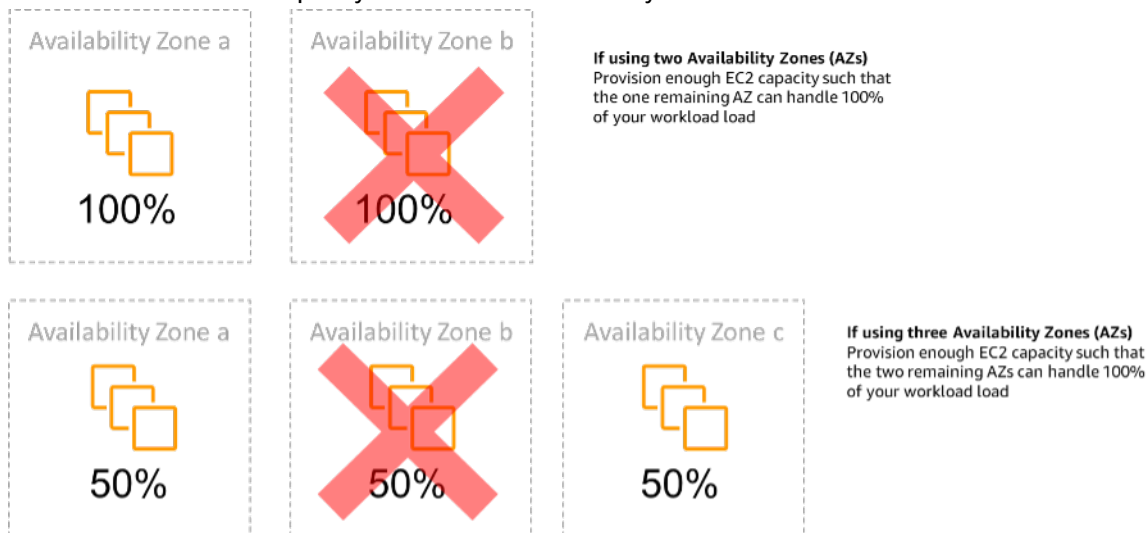 Availability Zone a
Availability Zone b
If using two Availability Zones (AZs)
Provision enough EC2 capacity such that
the one remaining AZ can handle 100%
of your workload load
100%
100%
Availability Zone a
Availability Zone b
Availability Zone c
If using three Availability Zones (AZs)
Provision enough EC2 capacity such that
the two remaining AZs can handle 100%
of your workload load
50%
50%
50%